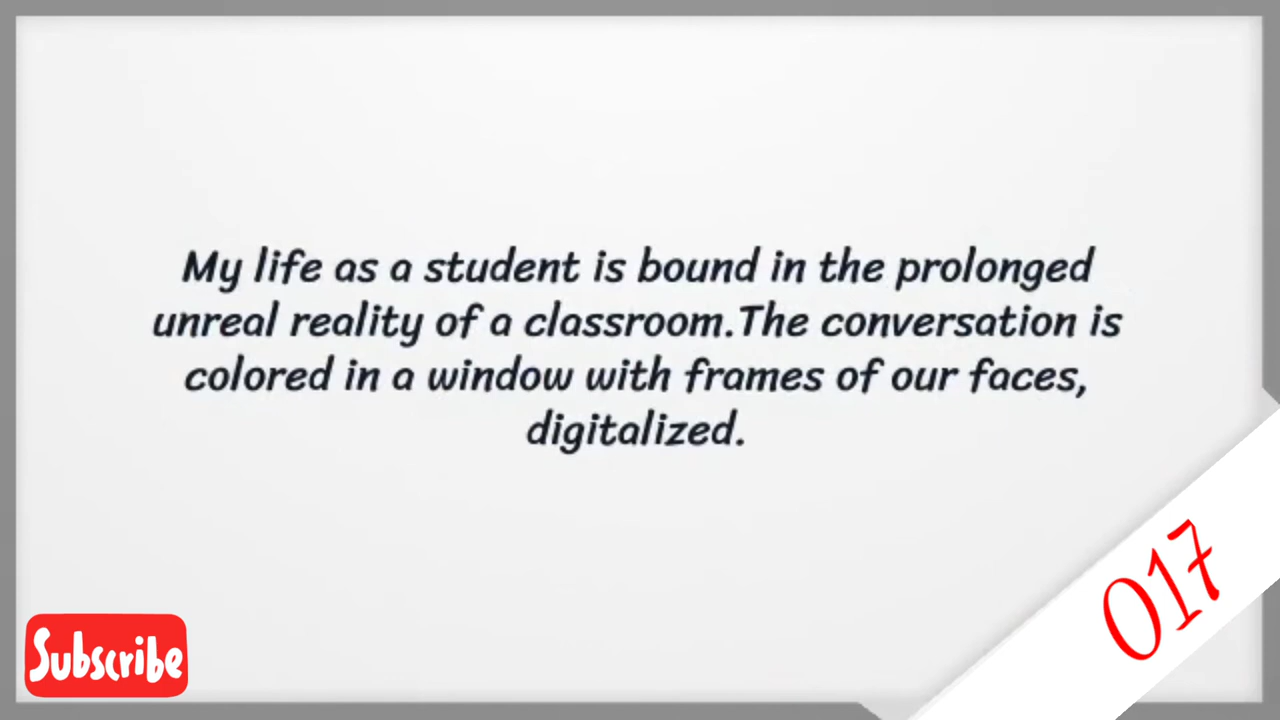 My life as a student is bound in the prolonged
unreal reality of a classroom.The conversation is
colored in a window with frames of our faces,
digitalized.
017
Subscribe